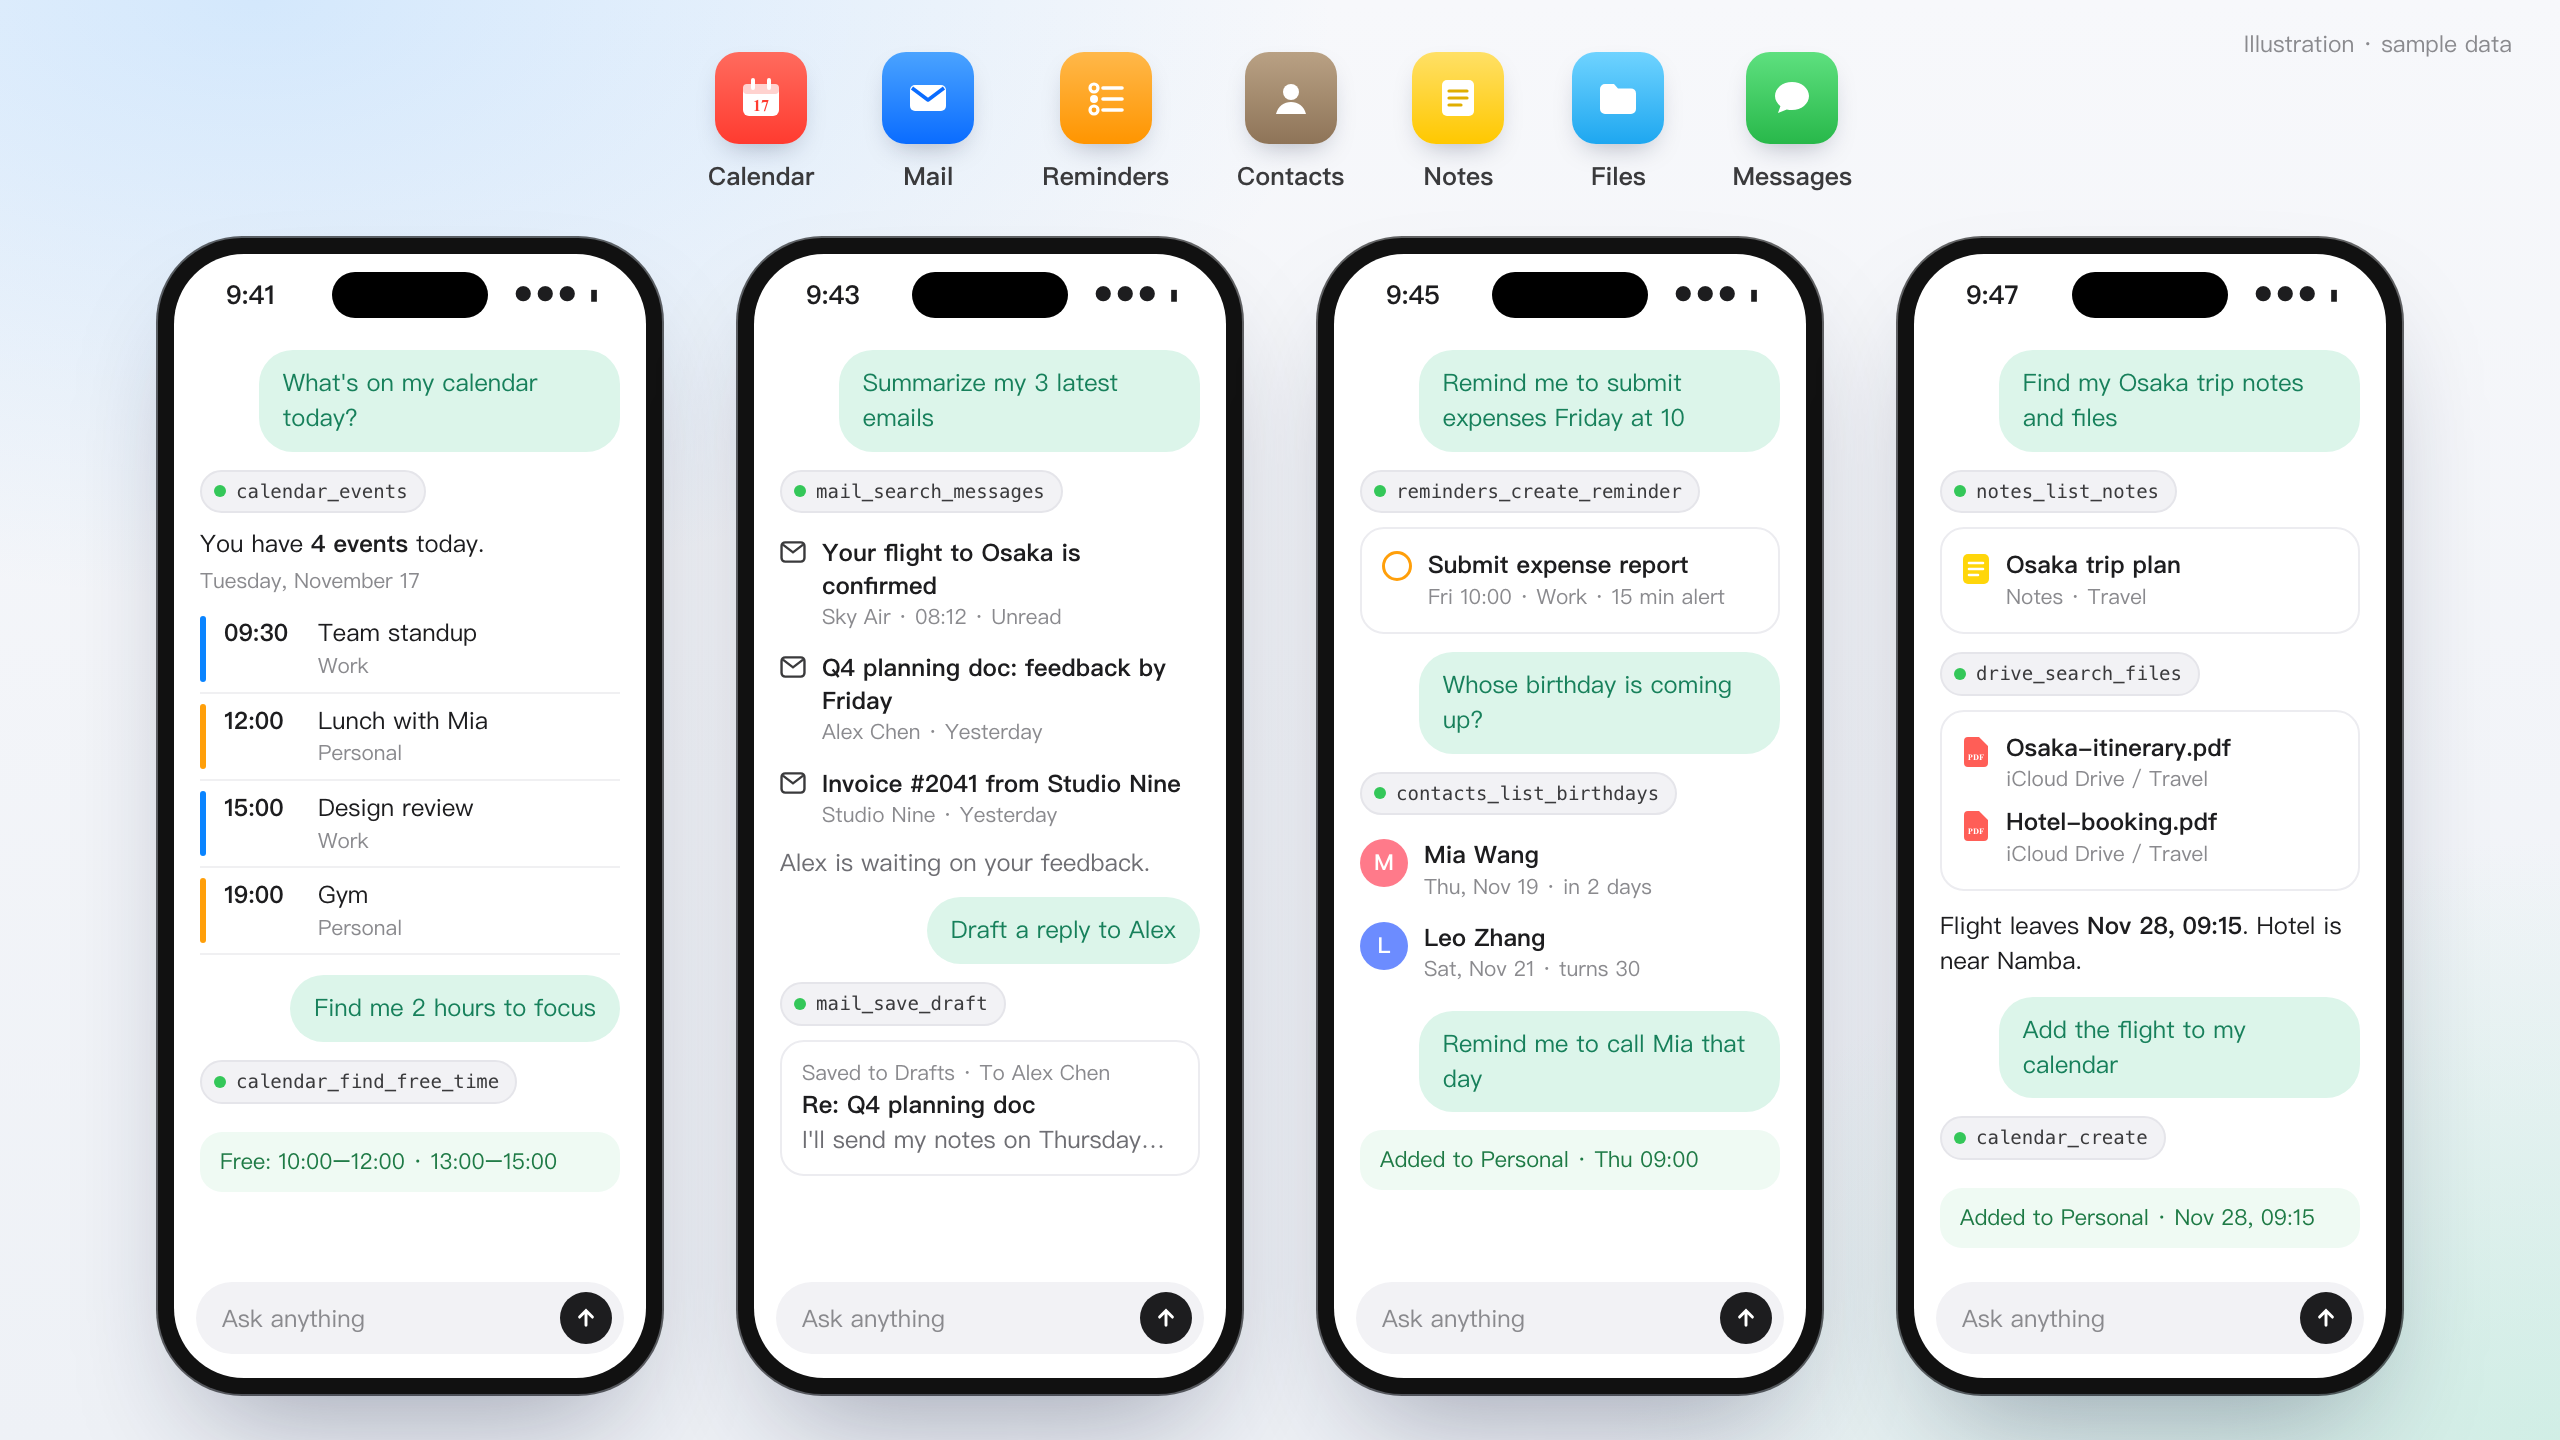 Illustration · sample data
17
Calendar
Mail
Reminders
Contacts
Notes
Files
Messages
9:41
What's on my calendar
today?
calendar_events
You have 4 events today.
Tuesday, November 17
09:30 Team standup
Work
12:00 Lunch with Mia
Personal
15:00 Design review
Work
19:00 Gym
Personal
Find me 2 hours to focus
calendar_find_free_time
Free: 10:00–12:00 · 13:00–15:00
Ask anything
9:43
Summarize my 3 latest
emails
mail_search_messages
Your flight to Osaka is
confirmed
Sky Air · 08:12 · Unread
Q4 planning doc: feedback by
Friday
Alex Chen · Yesterday
Invoice #2041 from Studio Nine
Studio Nine · Yesterday
Alex is waiting on your feedback.
Draft a reply to Alex
mail_save_draft
Saved to Drafts · To Alex Chen
Re: Q4 planning doc
I'll send my notes on Thursday...
Ask anything
9:45
Remind me to submit
expenses Friday at 10
reminders_create_reminder
Submit expense report
Fri 10:00 · Work · 15 min alert
Whose birthday is coming
up?
contacts_list_birthdays
M
Mia Wang
Thu, Nov 19 · in 2 days
L
Leo Zhang
Sat, Nov 21 · turns 30
Remind me to call Mia that
day
Added to Personal · Thu 09:00
Ask anything
9:47
Find my Osaka trip notes
and files
notes_list_notes
Osaka trip plan
Notes · Travel
drive_search_files
PDF
Osaka-itinerary.pdf
iCloud Drive / Travel
PDF
Hotel-booking.pdf
iCloud Drive / Travel
Flight leaves Nov 28, 09:15. Hotel is
near Namba.
Add the flight to my
calendar
calendar_create
Added to Personal · Nov 28, 09:15
Ask anything